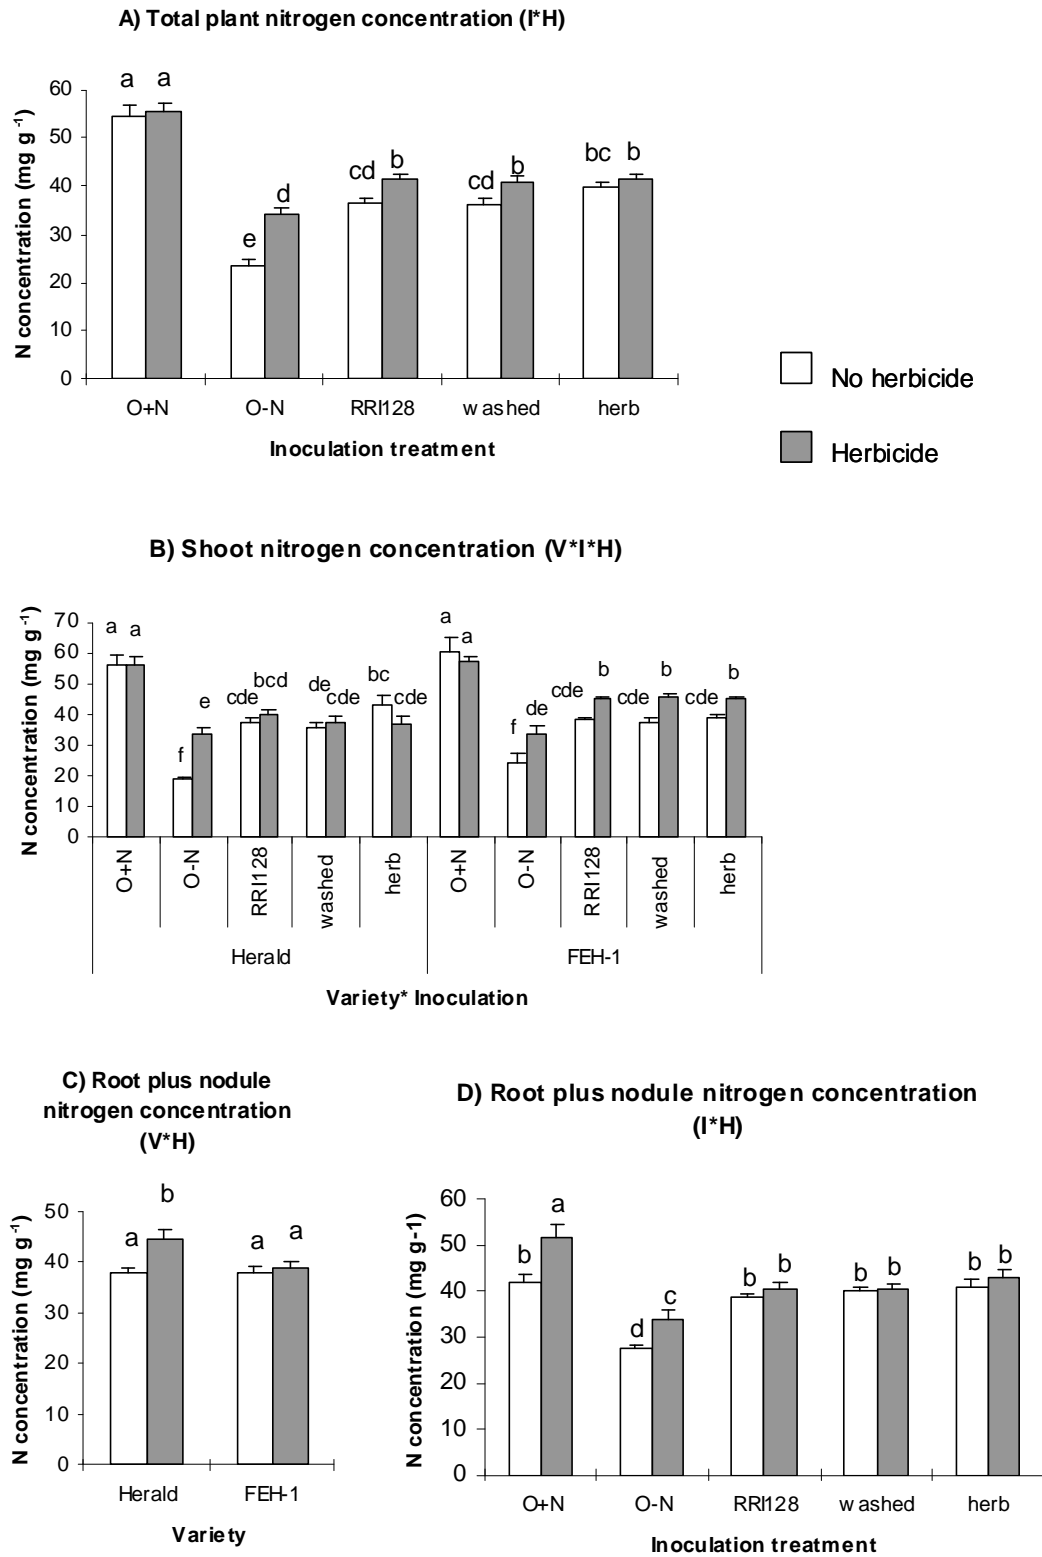 A) Total plant nitrogen concentration (I*H)
N concentration (mg g⁻¹)
60
50
40
30
20
10
0
a a
e d
cd b
cd b
bc b
O+N O-N RRI128 washed herb
Inoculation treatment
No herbicide
Herbicide
B) Shoot nitrogen concentration (V*I*H)
N concentration (mg g⁻¹)
70
60
50
40
30
20
10
0
a a
f e
cde bcd
de cde
bc cde
a a
f de
cde b
cde b
cde b
O+N O-N RRI128 washed herb O+N O-N RRI128 washed herb
Herald FEH-1
Variety* Inoculation
C) Root plus nodule
nitrogen concentration
(V*H)
N concentration (mg g⁻¹)
50
40
30
20
10
0
a b
a a
Herald FEH-1
Variety
D) Root plus nodule nitrogen concentration
(I*H)
N concentration (mg g-1)
60
50
40
30
20
10
0
b a
d c
b b
b b
b b
O+N O-N RRI128 washed herb
Inoculation treatment